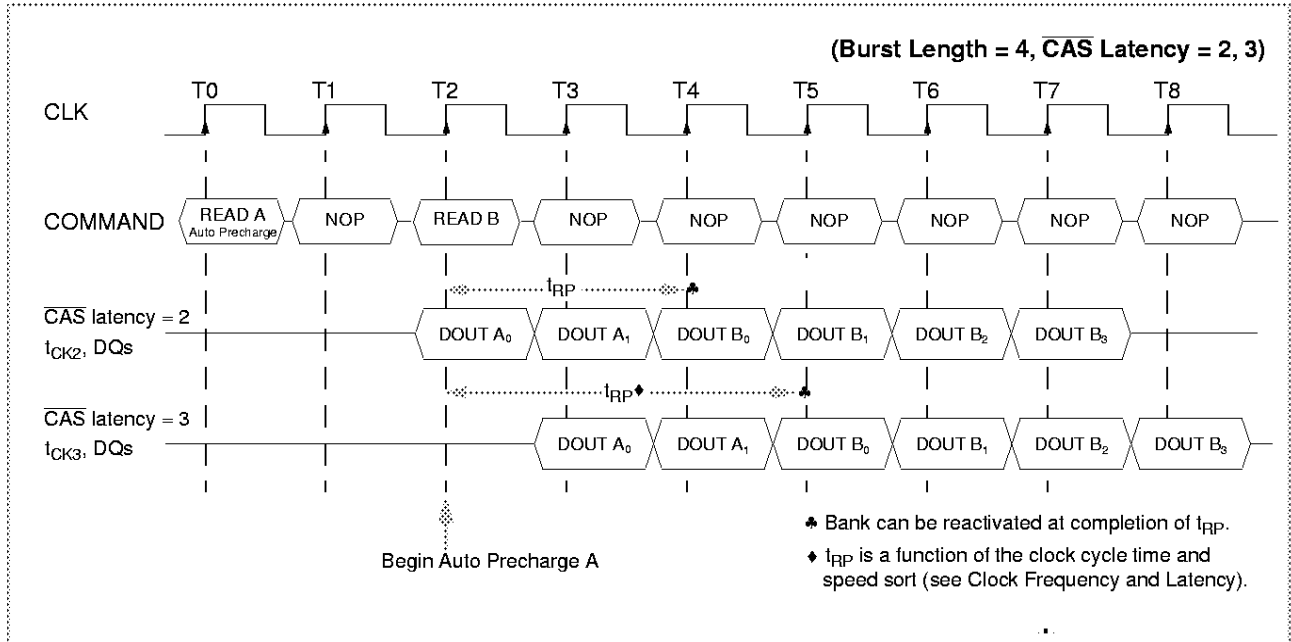 (Burst Length = 4, CAS Latency = 2, 3)
T0 T1 T2 T3 T4 T5 T6 T7 T8
CLK
COMMAND READ A NOP READ B NOP NOP NOP NOP NOP NOP
Auto Precharge
tRP ♣
CAS latency = 2
tCK2, DQs
DOUT A0 DOUT A1 DOUT B0 DOUT B1 DOUT B2 DOUT B3
tRP♦ ♣
CAS latency = 3
tCK3, DQs
DOUT A0 DOUT A1 DOUT B0 DOUT B1 DOUT B2 DOUT B3
Begin Auto Precharge A
♣ Bank can be reactivated at completion of tRP.
♦ tRP is a function of the clock cycle time and
speed sort (see Clock Frequency and Latency).